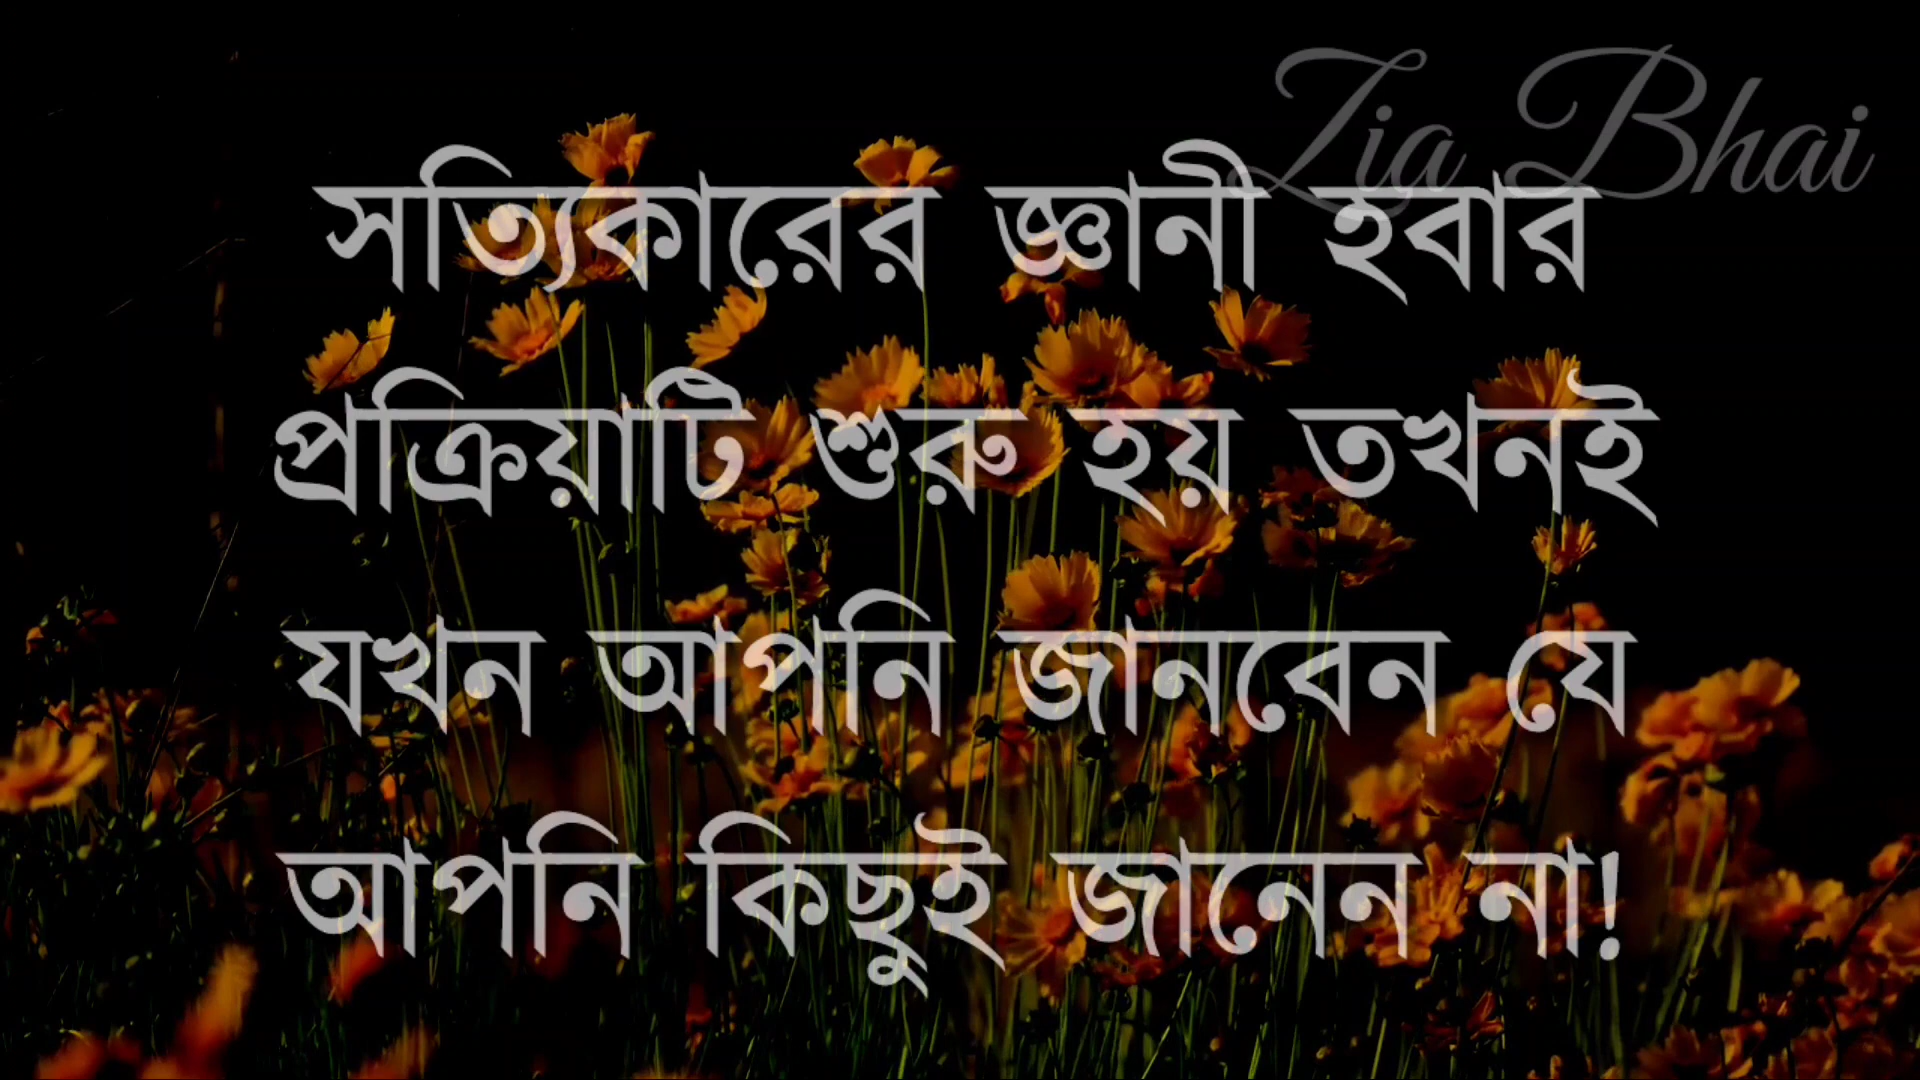 Zia Bhai
সত্যিকারের জ্ঞানী হবার
প্রক্রিয়াটি শুরু হয় তখনই
যখন আপনি জানবেন যে
আপনি কিছুই জানেন না!